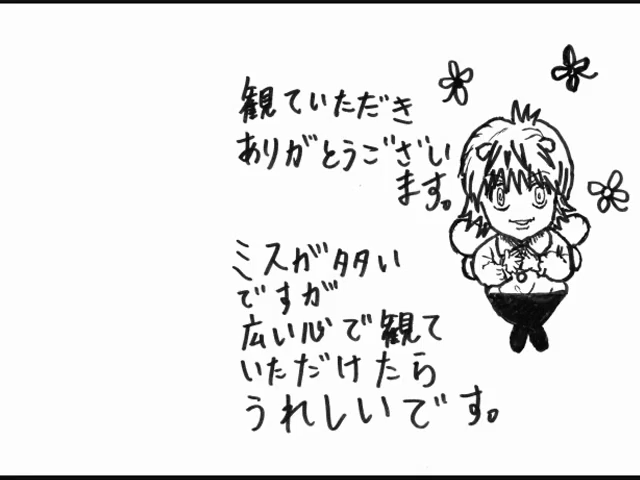 観ていただき
ありがとうござい
ます。
ミスが多い
ですが
広い心で観て
いただけたら
うれしいです。